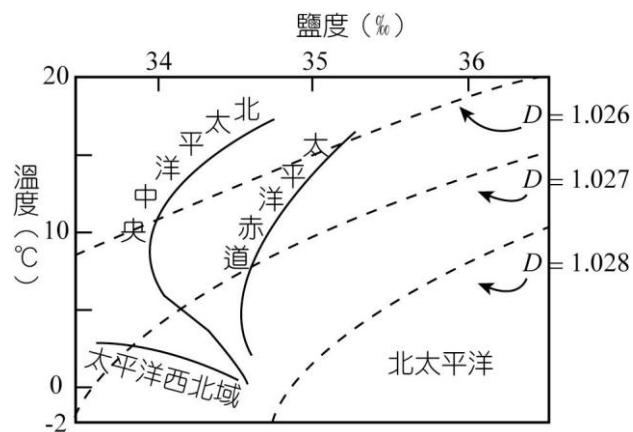 鹽度(‰)
34 35 36
20
10
0
-2
溫度(℃)
北太平洋中央
太平洋赤道
太平洋西北域
北太平洋
D = 1.026
D = 1.027
D = 1.028